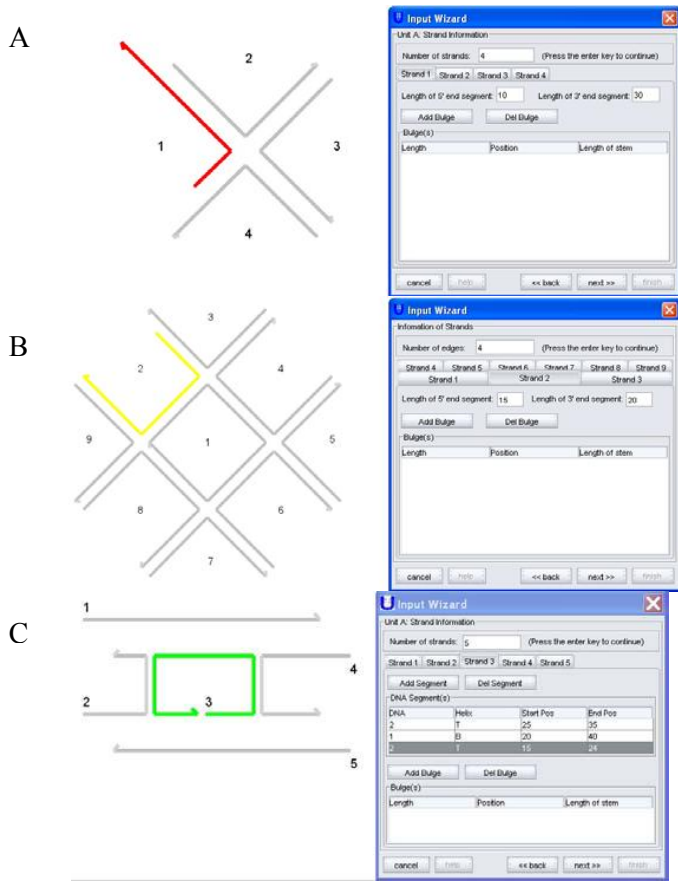 A
2
1
3
4
Input Wizard
Unit A: Strand Information
Number of strands: 4 (Press the enter key to continue)
Strand 1 Strand 2 Strand 3 Strand 4
Length of 5' end segment: 10 Length of 3' end segment: 30
Add Bulge Del Bulge
Bulge(s)
Length Position Length of stem
cancel help << back next >> finish
B
3
2
4
9
1
5
8
6
7
Input Wizard
Infomation of Strands
Number of edges: 4 (Press the enter key to continue)
Strand 4 Strand 5 Strand 6 Strand 7 Strand 8 Strand 9
Strand 1 Strand 2 Strand 3
Length of 5' end segment: 15 Length of 3' end segment: 20
Add Bulge Del Bulge
Bulge(s)
Length Position Length of stem
cancel help << back next >> finish
C
1
4
2
3
5
Input Wizard
Unit A: Strand Information
Number of strands: 5 (Press the enter key to continue)
Strand 1 Strand 2 Strand 3 Strand 4 Strand 5
Add Segment Del Segment
DNA Segment(s)
DNA Helix Start Pos End Pos
2 T 25 35
1 B 20 40
2 T 15 24
Add Bulge Del Bulge
Bulge(s)
Length Position Length of stem
cancel help << back next >> finish